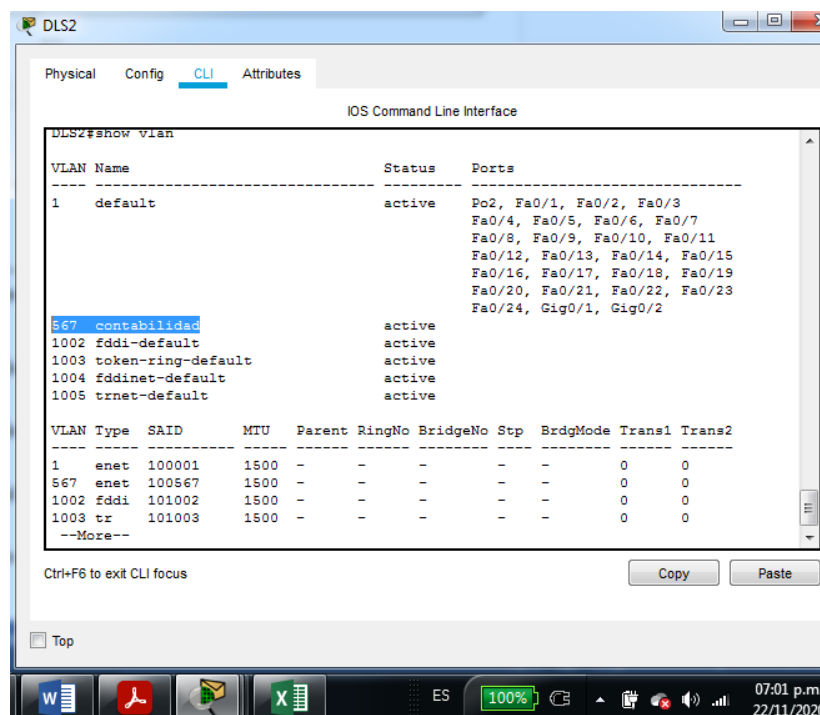 DLS2
Physical Config CLI Attributes
IOS Command Line Interface
DLS2#show vlan
VLAN Name Status Ports
---- -------------------------------- --------- -------------------------------
1 default active Po2, Fa0/1, Fa0/2, Fa0/3
Fa0/4, Fa0/5, Fa0/6, Fa0/7
Fa0/8, Fa0/9, Fa0/10, Fa0/11
Fa0/12, Fa0/13, Fa0/14, Fa0/15
Fa0/16, Fa0/17, Fa0/18, Fa0/19
Fa0/20, Fa0/21, Fa0/22, Fa0/23
Fa0/24, Gig0/1, Gig0/2
567 contabilidad active
1002 fddi-default active
1003 token-ring-default active
1004 fddinet-default active
1005 trnet-default active
VLAN Type SAID MTU Parent RingNo BridgeNo Stp BrdgMode Trans1 Trans2
---- ----- ---------- ----- ------ ------ -------- ---- -------- ------ ------
1 enet 100001 1500 - - - - - 0 0
567 enet 100567 1500 - - - - - 0 0
1002 fddi 101002 1500 - - - - - 0 0
1003 tr 101003 1500 - - - - - 0 0
--More--
Ctrl+F6 to exit CLI focus
Copy Paste
Top
W X ES 100% 07:01 p.m
22/11/2020